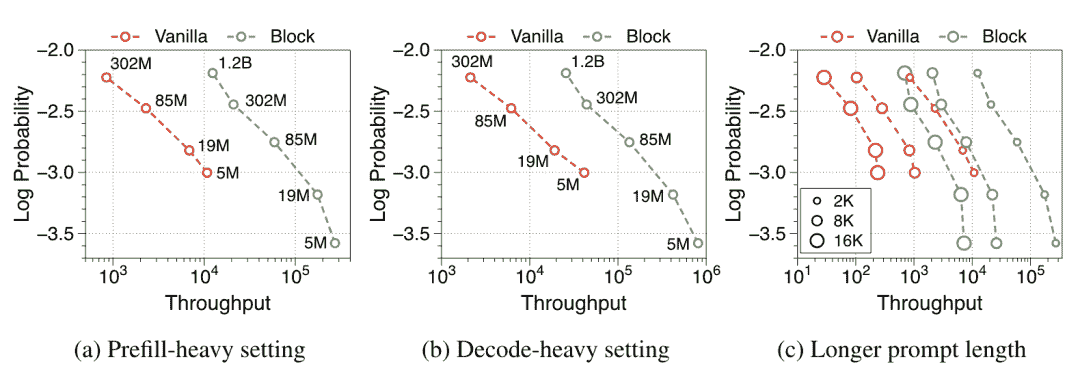 Vanilla Block
−2.0
−2.5
−3.0
−3.5
Log Probability
302M
85M
19M
5M
1.2B
302M
85M
19M
5M
10^3 10^4 10^5
Throughput
(a) Prefill-heavy setting
Vanilla Block
−2.0
−2.5
−3.0
−3.5
Log Probability
302M
85M
19M
5M
1.2B
302M
85M
19M
5M
10^3 10^4 10^5 10^6
Throughput
(b) Decode-heavy setting
Vanilla Block
−2.0
−2.5
−3.0
−3.5
Log Probability
2K
8K
16K
10^1 10^2 10^3 10^4 10^5
Throughput
(c) Longer prompt length